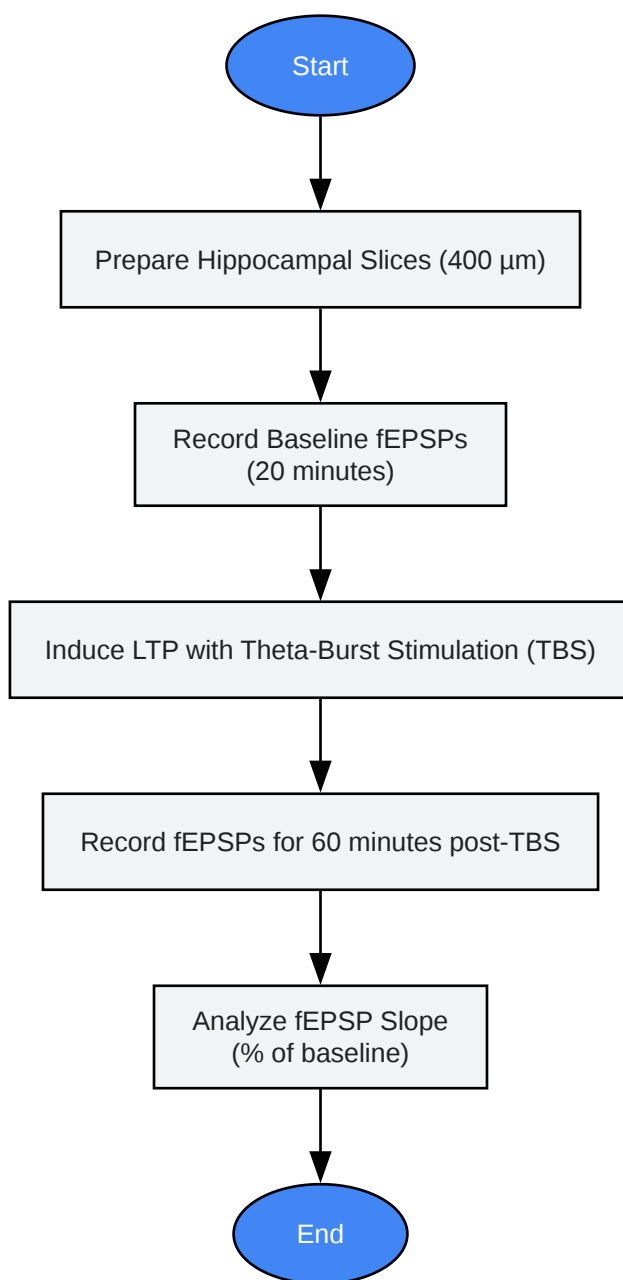 Start
Prepare Hippocampal Slices (400 µm)
Record Baseline fEPSPs
(20 minutes)
Induce LTP with Theta-Burst Stimulation (TBS)
Record fEPSPs for 60 minutes post-TBS
Analyze fEPSP Slope
(% of baseline)
End